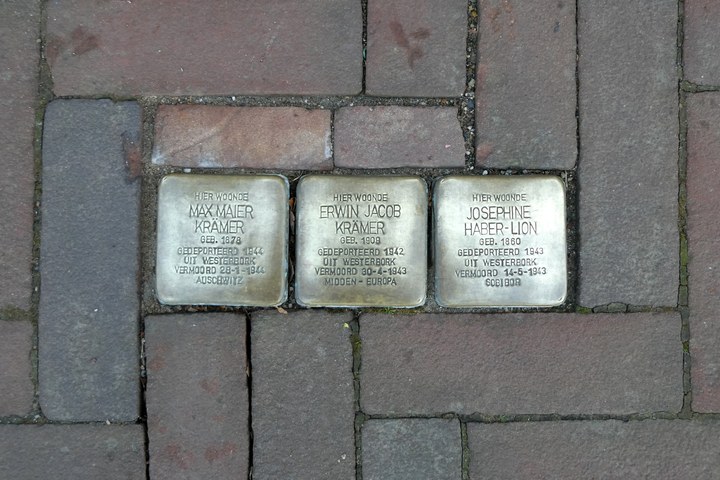 HIER WOONDE
MAX MAIER
KRÄMER
GEB. 1878
GEDEPORTEERD 1944
UIT WESTERBORK
VERMOORD 28-1-1944
AUSCHWITZ
HIER WOONDE
ERWIN JACOB
KRÄMER
GEB. 1909
GEDEPORTEERD 1942
UIT WESTERBORK
VERMOORD 30-4-1943
MIDDEN - EUROPA
HIER WOONDE
JOSEPHINE
HABER-LION
GEB. 1860
GEDEPORTEERD 1943
UIT WESTERBORK
VERMOORD 14-5-1943
SOBIBOR